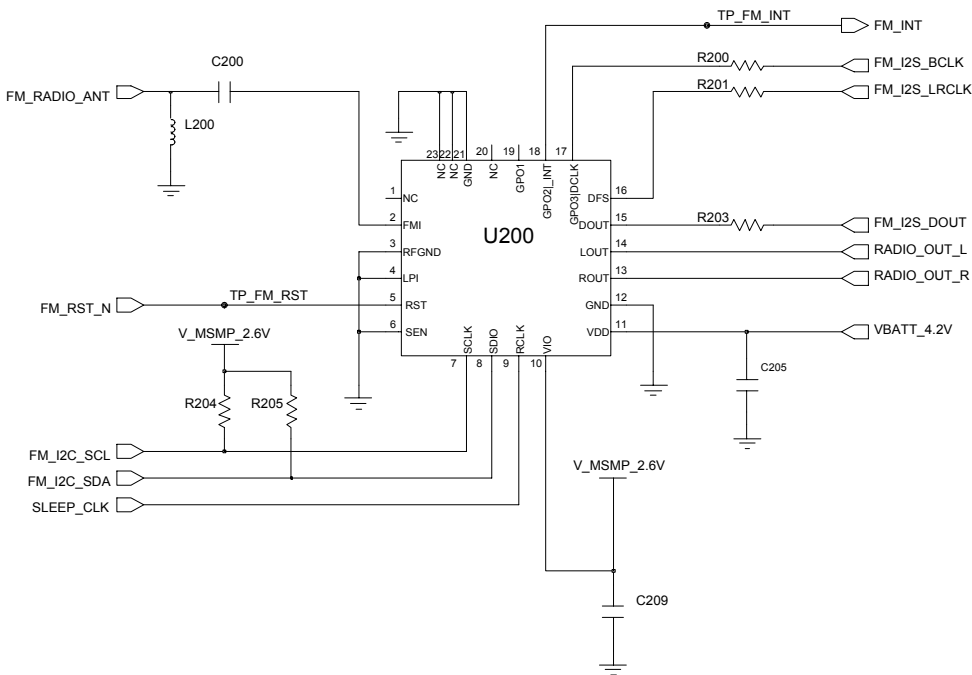 TP_FM_INT
FM_INT
C200
R200
FM_I2S_BCLK
FM_RADIO_ANT
R201
FM_I2S_LRCLK
L200
23 22 21 20 19 18 17
NC
NC
GND
NC
GPO1
GPO2|_INT
GPO3|DCLK
1
NC
DFS
16
2
FMI
DOUT
15
R203
FM_I2S_DOUT
U200
3
RFGND
LOUT
14
RADIO_OUT_L
4
LPI
ROUT
13
RADIO_OUT_R
FM_RST_N
TP_FM_RST
5
RST
GND
12
6
SEN
VDD
11
VBATT_4.2V
V_MSMP_2.6V
SCLK
SDIO
RCLK
VIO
7 8 9 10
C205
R204
R205
FM_I2C_SCL
FM_I2C_SDA
V_MSMP_2.6V
SLEEP_CLK
C209